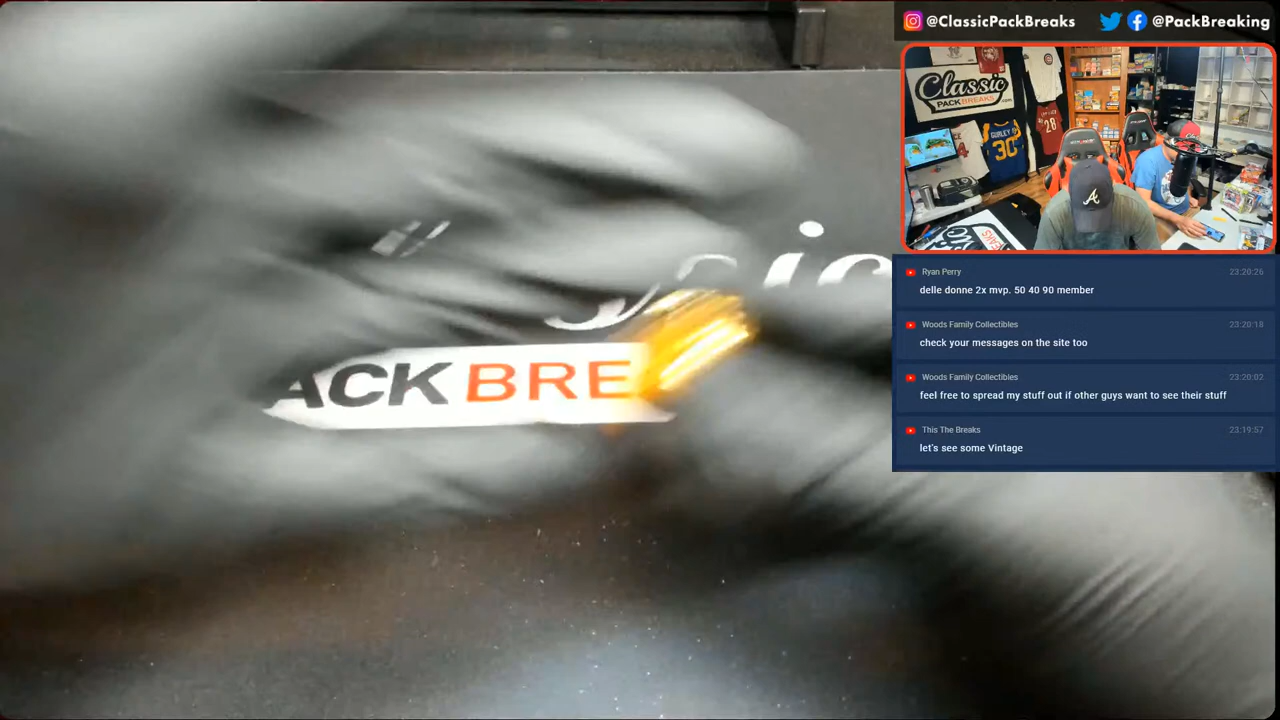 @ClassicPackBreaks @PackBreaking
Classic
PACKBREAKS.com
GURLEY
30
28
A
Ryan Perry 23:20:26
delle donne 2x mvp. 50 40 90 member
Woods Family Collectibles 23:20:18
check your messages on the site too
Woods Family Collectibles 23:20:02
feel free to spread my stuff out if other guys want to see their stuff
This The Breaks 23:19:57
let's see some Vintage
sic
ACK BRE